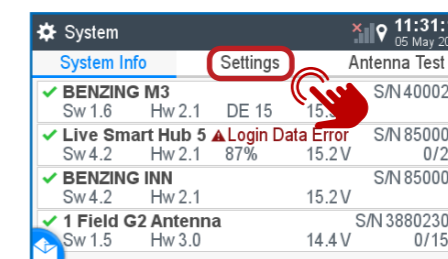 System 11:31:
05 May 20
System Info Settings Antenna Test
BENZING M3 S/N 40002
Sw 1.6 Hw 2.1 DE 15
Live Smart Hub 5 Login Data Error S/N 85000
Sw 4.2 Hw 2.1 87% 15.2 V 0/2
BENZING INN S/N 85000
Sw 4.2 Hw 2.1 15.2 V
1 Field G2 Antenna S/N 3880230
Sw 1.5 Hw 3.0 14.4 V 0/15